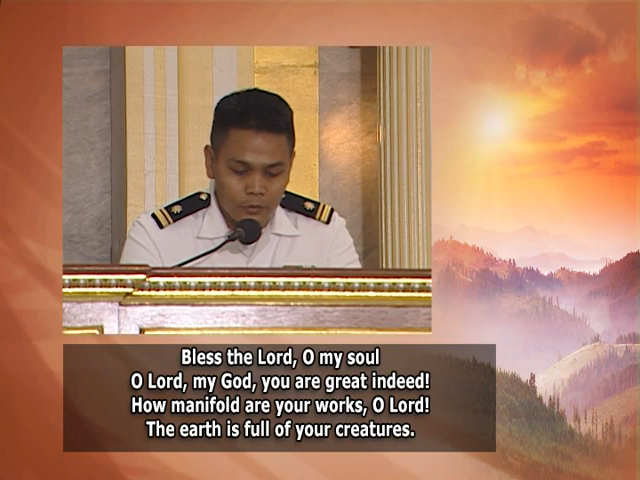 Bless the Lord, O my soul
O Lord, my God, you are great indeed!
How manifold are your works, O Lord!
The earth is full of your creatures.